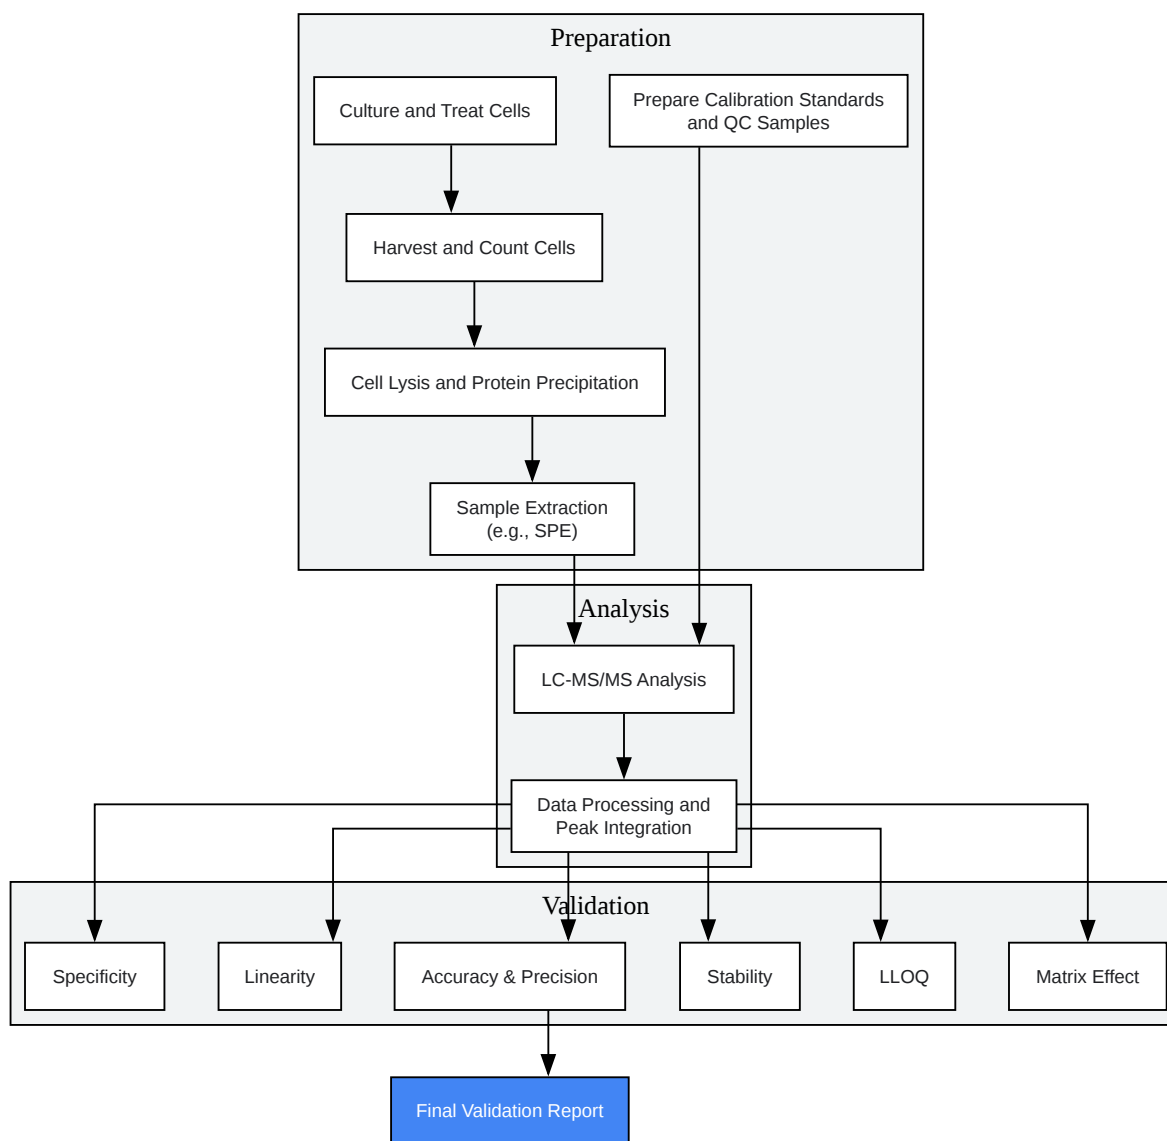 Preparation
Culture and Treat Cells
Prepare Calibration Standards
and QC Samples
Harvest and Count Cells
Cell Lysis and Protein Precipitation
Sample Extraction
(e.g., SPE)
Analysis
LC-MS/MS Analysis
Data Processing and
Peak Integration
Validation
Specificity
Linearity
Accuracy & Precision
Stability
LLOQ
Matrix Effect
Final Validation Report